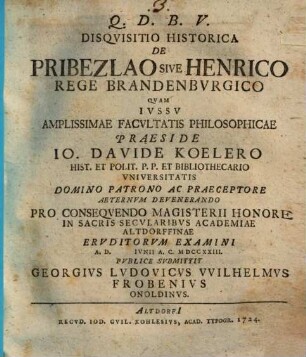 .3.
Q. D. B. V.
DISQVISITIO HISTORICA
DE
PRIBEZLAO SIVE HENRICO
REGE BRANDENBVRGICO
QVAM
IVSSV
AMPLISSIMAE FACVLTATIS PHILOSOPHICAE
PRAESIDE
IO. DAVIDE KOELERO
HIST. ET POLIT. P. P. ET BIBLIOTHECARIO
VNIVERSITATIS
DOMINO PATRONO AC PRAECEPTORE
AETERNVM DEVENERANDO
PRO CONSEQVENDO MAGISTERII HONORE
IN SACRIS SECVLARIBVS ACADEMIAE
ALTDORFFINAE
ERVDITORVM EXAMINI
A. D. IVNII A. C. MDCCXXIII.
PVBLICE SVBMITTIT
GEORGIVS LVDOVICVS VVILHELMVS
FROBENIVS
ONOLDINVS.
ALTDORFI
RECVD. IOD. GVIL. KOHLESIVS, ACAD. TYPOGR. 1724.